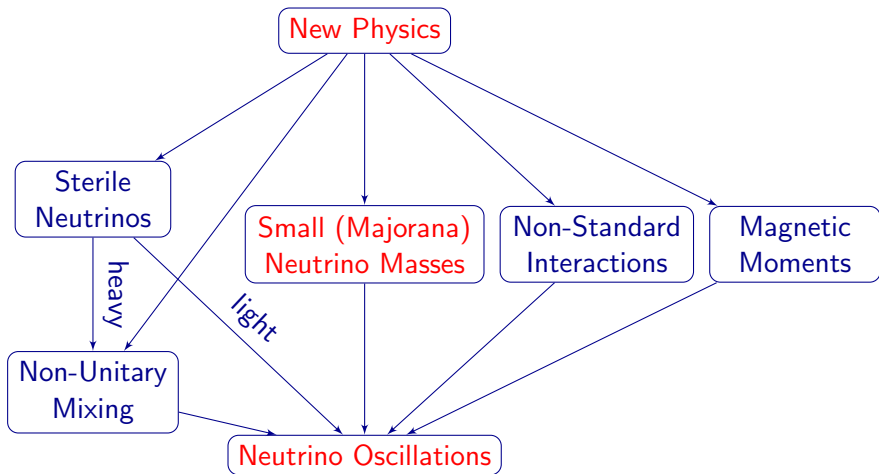 New Physics
Sterile
Neutrinos
Small (Majorana)
Neutrino Masses
Non-Standard
Interactions
Magnetic
Moments
heavy
light
Non-Unitary
Mixing
Neutrino Oscillations